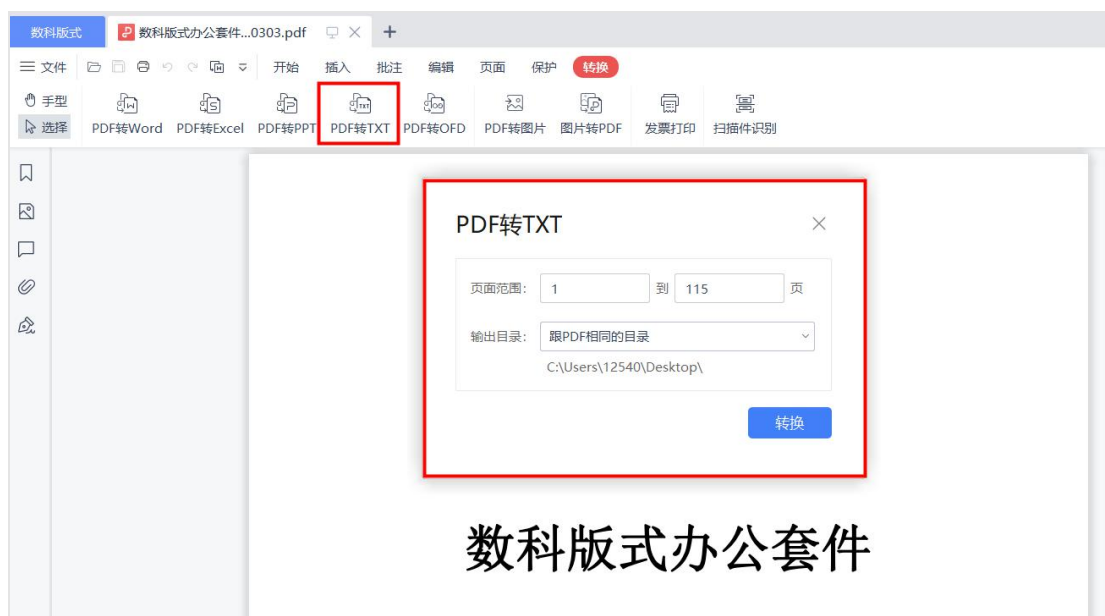 数科版式
数科版式办公套件...0303.pdf
文件 开始 插入 批注 编辑 页面 保护 转换
手型
选择
PDF转Word PDF转Excel PDF转PPT PDF转TXT PDF转OFD PDF转图片 图片转PDF 发票打印 扫描件识别
PDF转TXT
页面范围: 1 到 115 页
输出目录: 跟PDF相同的目录
C:\Users\12540\Desktop\
转换
数科版式办公套件